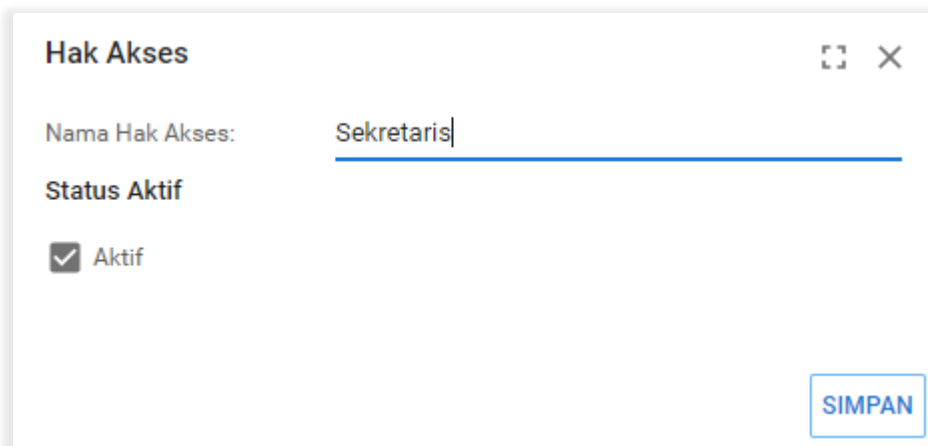 Hak Akses
Nama Hak Akses: Sekretaris
Status Aktif
Aktif
SIMPAN